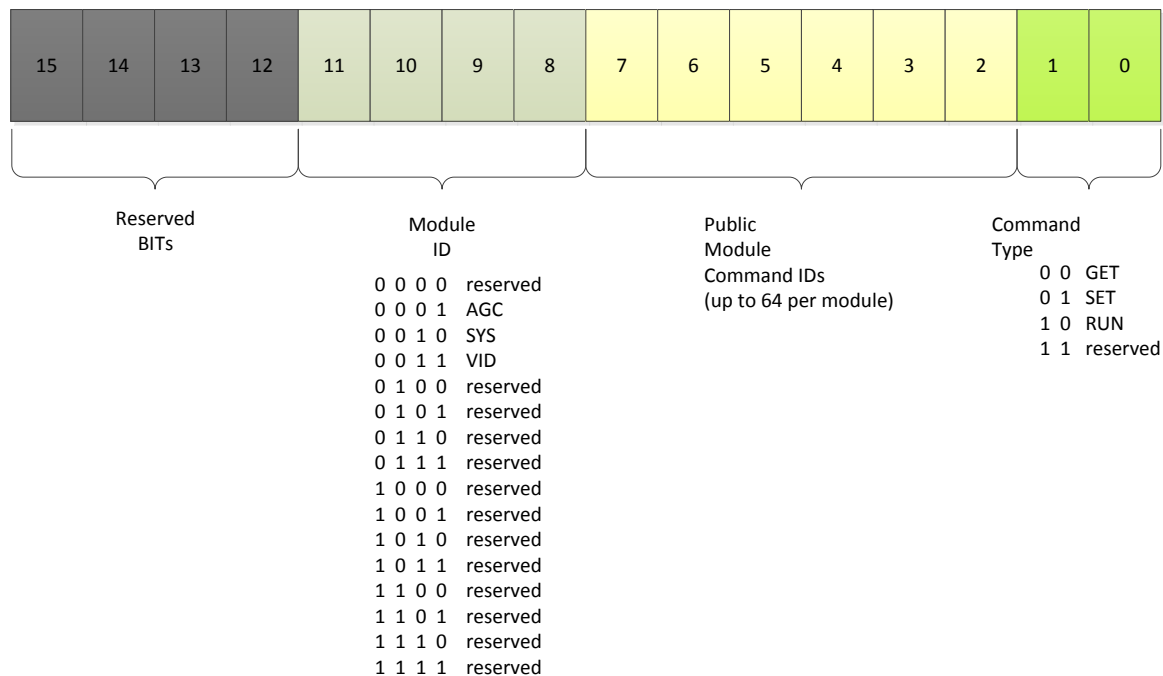 15 14 13 12 11 10 9 8 7 6 5 4 3 2 1 0
Reserved
BITs
Module
ID
0 0 0 0 reserved
0 0 0 1 AGC
0 0 1 0 SYS
0 0 1 1 VID
0 1 0 0 reserved
0 1 0 1 reserved
0 1 1 0 reserved
0 1 1 1 reserved
1 0 0 0 reserved
1 0 0 1 reserved
1 0 1 0 reserved
1 0 1 1 reserved
1 1 0 0 reserved
1 1 0 1 reserved
1 1 1 0 reserved
1 1 1 1 reserved
Public
Module
Command IDs
(up to 64 per module)
Command
Type
0 0 GET
0 1 SET
1 0 RUN
1 1 reserved